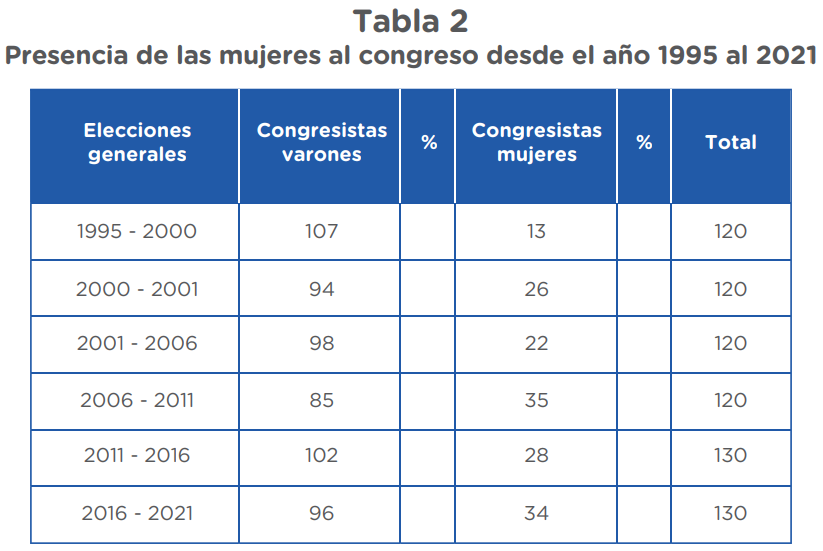 Tabla 2
Presencia de las mujeres al congreso desde el año 1995 al 2021
Elecciones generales Congresistas varones % Congresistas mujeres % Total
1995 - 2000 107 13 120
2000 - 2001 94 26 120
2001 - 2006 98 22 120
2006 - 2011 85 35 120
2011 - 2016 102 28 130
2016 - 2021 96 34 130